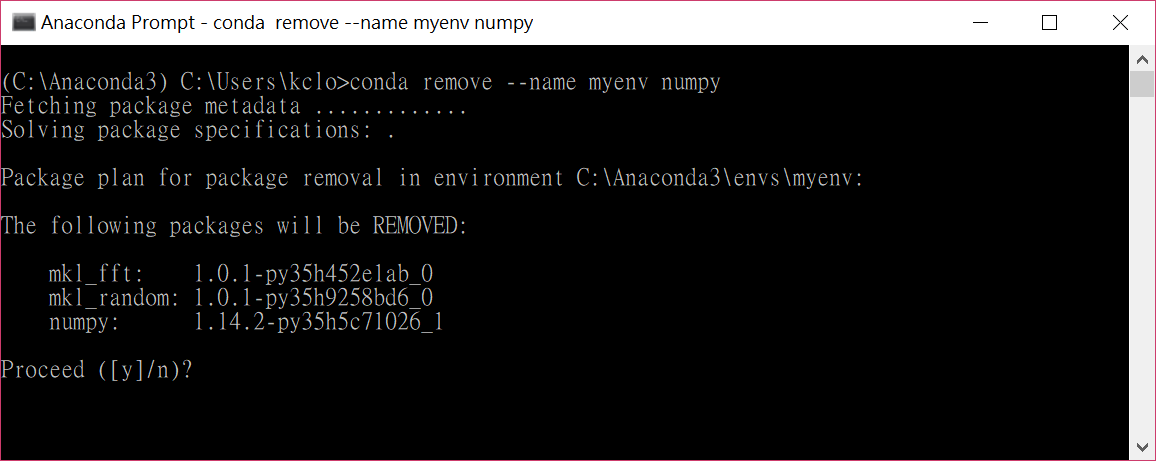 Anaconda Prompt - conda  remove --name myenv numpy
(C:\Anaconda3) C:\Users\kclo>conda remove --name myenv numpy
Fetching package metadata .............
Solving package specifications: .
Package plan for package removal in environment C:\Anaconda3\envs\myenv:
The following packages will be REMOVED:
    mkl_fft:    1.0.1-py35h452e1ab_0
    mkl_random: 1.0.1-py35h9258bd6_0
    numpy:      1.14.2-py35h5c71026_1
Proceed ([y]/n)?